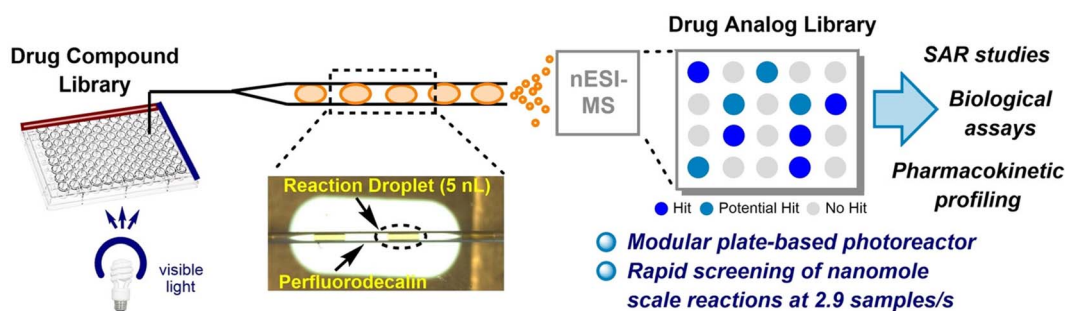 Drug Compound
Library
visible
light
Reaction Droplet (5 nL)
Perfluorodecalin
nESI-
MS
Drug Analog Library
Hit
Potential Hit
No Hit
SAR studies
Biological
assays
Pharmacokinetic
profiling
Modular plate-based photoreactor
Rapid screening of nanomole
scale reactions at 2.9 samples/s